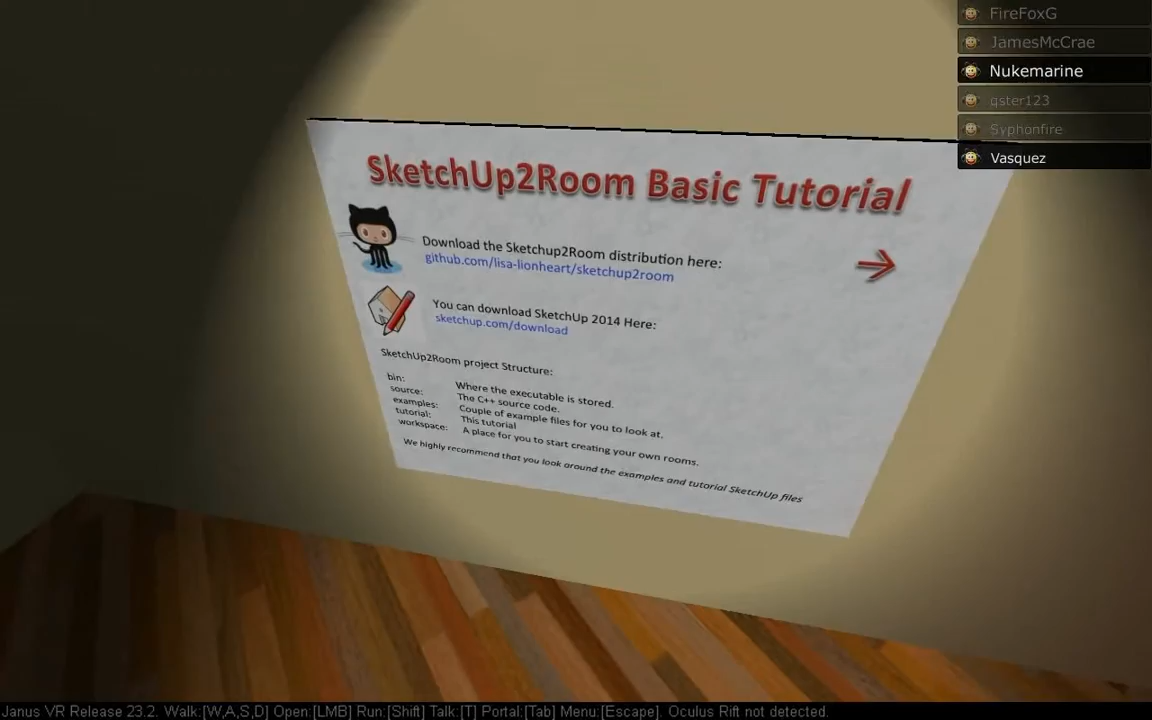 FireFoxG
JamesMcCrae
Nukemarine
qster123
Syphonfire
Vasquez
SketchUp2Room Basic Tutorial
Download the Sketchup2Room distribution here:
github.com/lisa-lionheart/sketchup2room
You can download SketchUp 2014 Here:
sketchup.com/download
SketchUp2Room project Structure:
bin: Where the executable is stored.
source: The C++ source code.
examples: Couple of example files for you to look at.
tutorial: This tutorial
workspace: A place for you to start creating your own rooms.
We highly recommend that you look around the examples and tutorial SketchUp files
Janus VR Release 23.2. Walk:[W,A,S,D] Open:[LMB] Run:[Shift] Talk:[T] Portal:[Tab] Menu:[Escape]. Oculus Rift not detected.